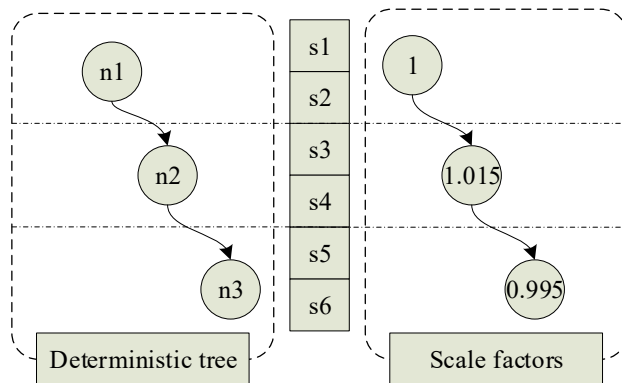 n1
n2
n3
Deterministic tree
s1
s2
s3
s4
s5
s6
1
1.015
0.995
Scale factors